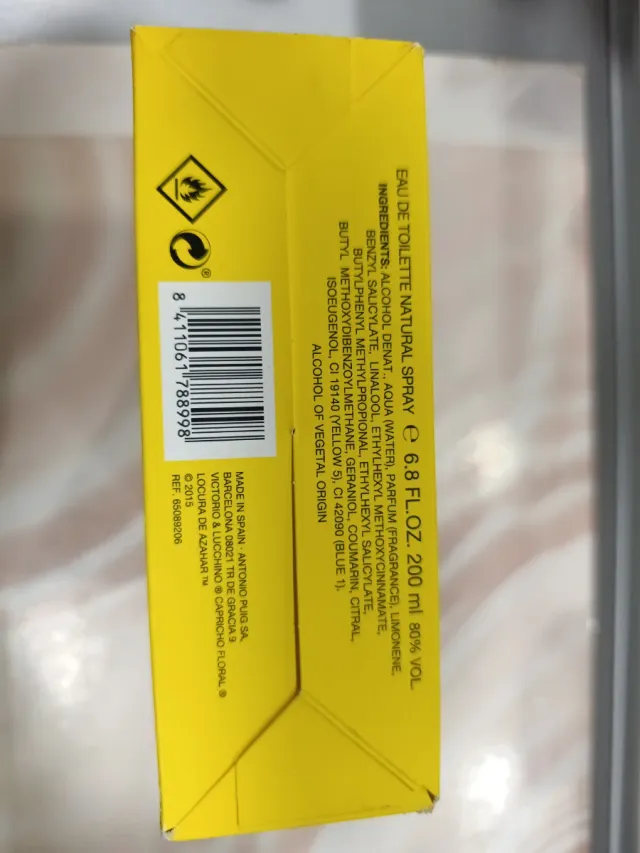 EAU DE TOILETTE NATURAL SPRAY ℮ 6.8 FL.OZ. 200 ml 80% VOL.
INGREDIENTS: ALCOHOL DENAT., AQUA (WATER), PARFUM (FRAGRANCE), LIMONENE,
BENZYL SALICYLATE, LINALOOL, ETHYLHEXYL METHOXYCINNAMATE,
BUTYLPHENYL METHYLPROPIONAL, ETHYLHEXYL SALICYLATE,
BUTYL METHOXYDIBENZOYLMETHANE, GERANIOL, COUMARIN, CITRAL,
ISOEUGENOL, CI 19140 (YELLOW 5), CI 42090 (BLUE 1).
ALCOHOL OF VEGETAL ORIGIN
®
8 411061 788998
MADE IN SPAIN · ANTONIO PUIG SA,
BARCELONA 08021 TR DE GRACIA 9
VICTORIO & LUCCHINO ® CAPRICHO FLORAL ®
LOCURA DE AZAHAR ™
© 2015
REF. 65089206